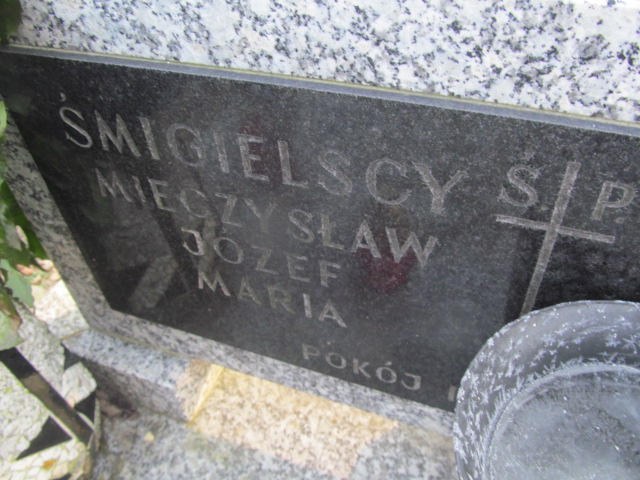 ŚMIGIELSCY Ś P.
MIECZYSŁAW
JÓZEF
MARIA
POKÓJ